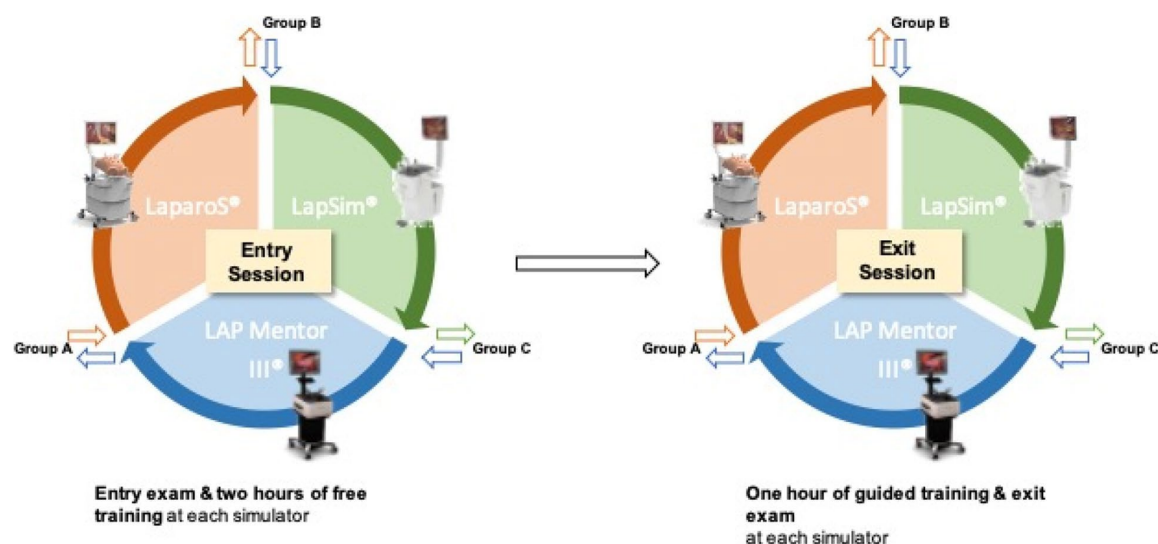 Group B
LaparoS®
LapSim®
Entry
Session
LAP Mentor
III®
Group A
Group C
Entry exam & two hours of free
training at each simulator
Group B
LaparoS®
LapSim®
Exit
Session
LAP Mentor
III®
Group A
Group C
One hour of guided training & exit
exam
at each simulator